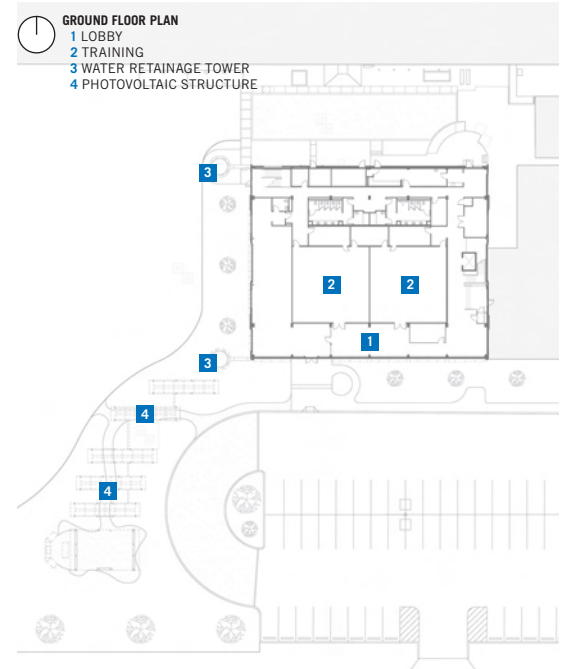 GROUND FLOOR PLAN
1 LOBBY
2 TRAINING
3 WATER RETAINAGE TOWER
4 PHOTOVOLTAIC STRUCTURE
3
2 2
1
3
4
4